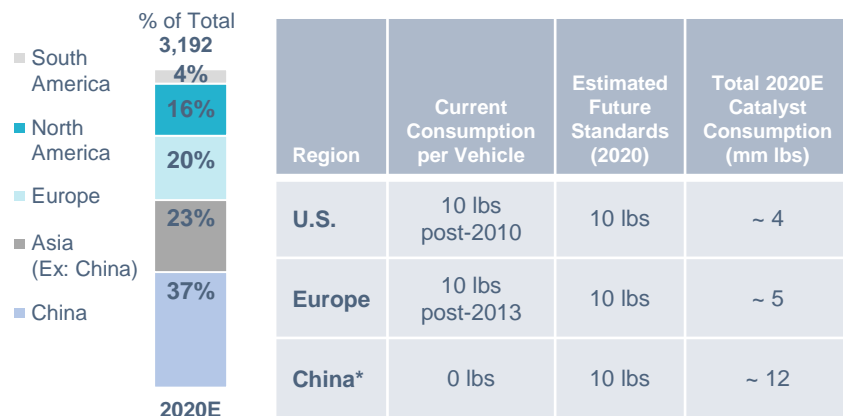 % of Total
3,192
South
America
North
America
Europe
Asia
(Ex: China)
China
4%
16%
20%
23%
37%
2020E
Region
Current
Consumption
per Vehicle
Estimated
Future
Standards
(2020)
Total 2020E
Catalyst
Consumption
(mm lbs)
U.S.
10 lbs
post-2010
10 lbs
~ 4
Europe
10 lbs
post-2013
10 lbs
~ 5
China*
0 lbs
10 lbs
~ 12